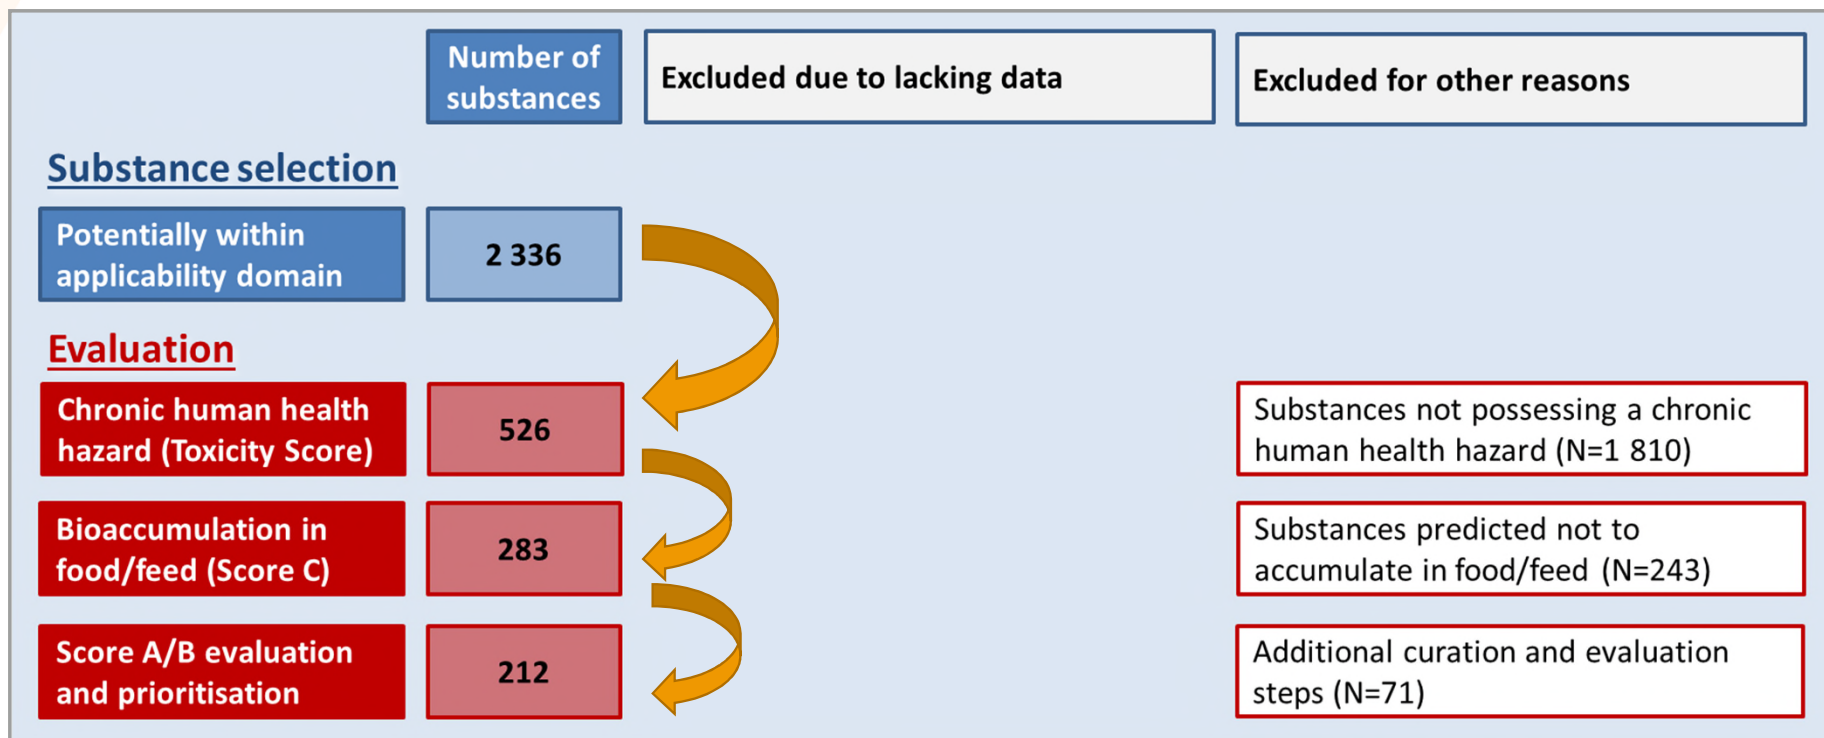 Number of
substances
Excluded due to lacking data
Excluded for other reasons
Substance selection
Potentially within
applicability domain
2 336
Evaluation
Chronic human health
hazard (Toxicity Score)
526
Substances not possessing a chronic
human health hazard (N=1 810)
Bioaccumulation in
food/feed (Score C)
283
Substances predicted not to
accumulate in food/feed (N=243)
Score A/B evaluation
and prioritisation
212
Additional curation and evaluation
steps (N=71)